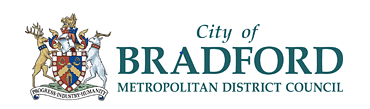 City of
BRADFORD
METROPOLITAN DISTRICT COUNCIL
PROGRESS INDUSTRY HUMANITY